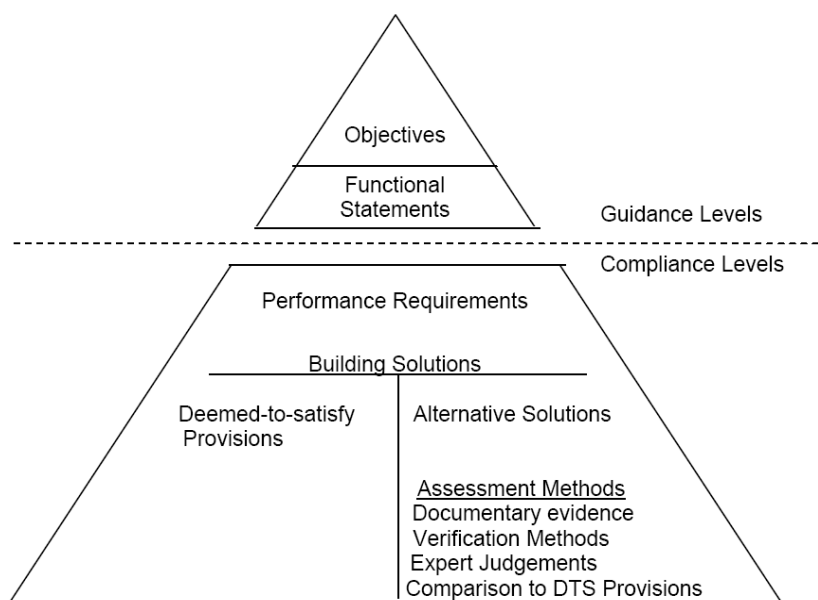 Objectives
Functional
Statements
Guidance Levels
Compliance Levels
Performance Requirements
Building Solutions
Deemed-to-satisfy
Provisions
Alternative Solutions
Assessment Methods
Documentary evidence
Verification Methods
Expert Judgements
Comparison to DTS Provisions